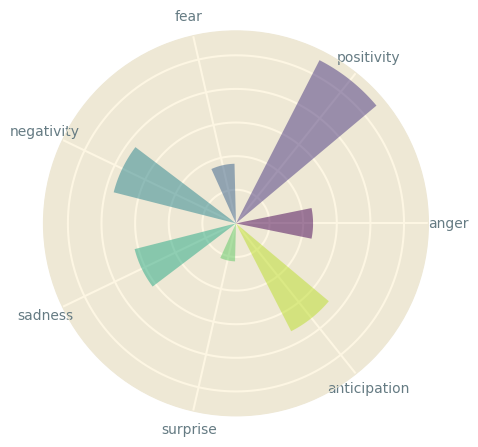 fear
positivity
negativity
anger
sadness
anticipation
surprise